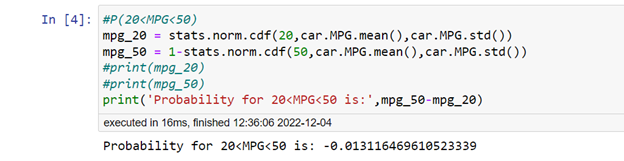 In [4]: #P(20<MPG<50)
mpg_20 = stats.norm.cdf(20,car.MPG.mean(),car.MPG.std())
mpg_50 = 1-stats.norm.cdf(50,car.MPG.mean(),car.MPG.std())
#print(mpg_20)
#print(mpg_50)
print('Probability for 20<MPG<50 is:',mpg_50-mpg_20)
executed in 16ms, finished 12:36:06 2022-12-04
Probability for 20<MPG<50 is: -0.013116469610523339